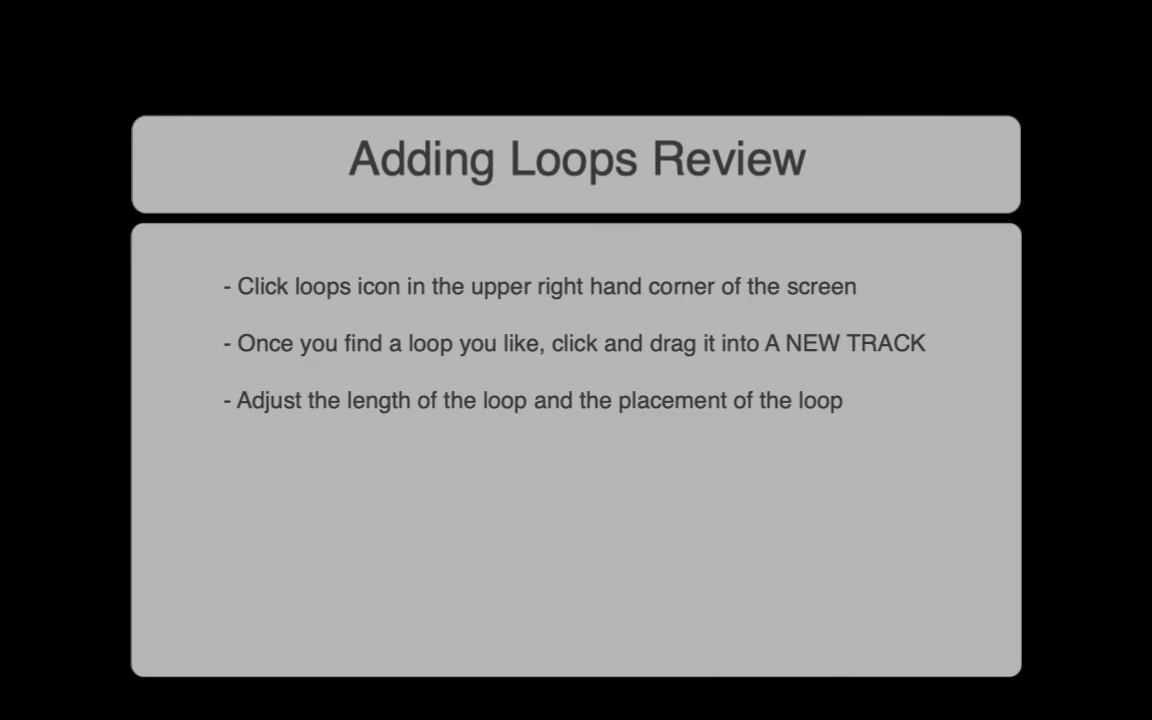 Adding Loops Review
- Click loops icon in the upper right hand corner of the screen
- Once you find a loop you like, click and drag it into A NEW TRACK
- Adjust the length of the loop and the placement of the loop